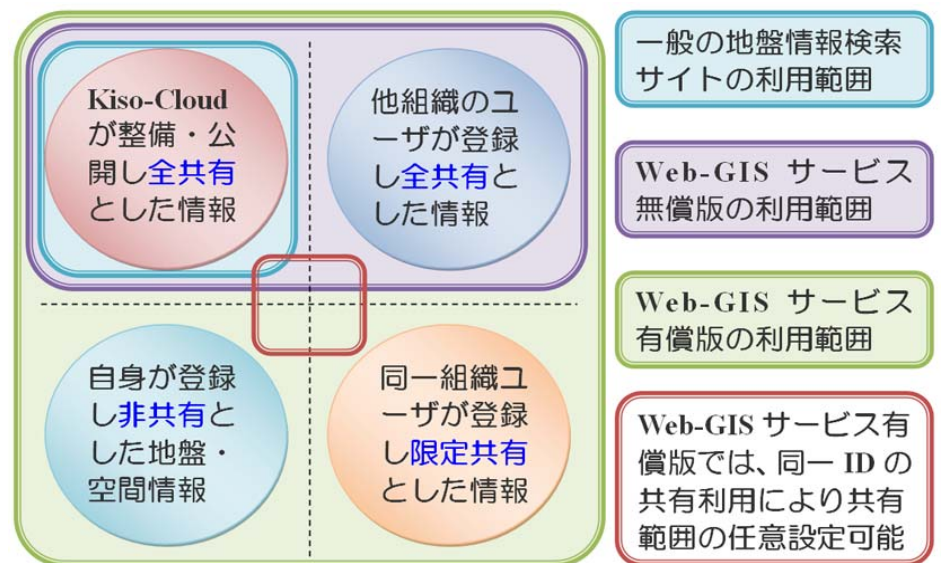 Kiso-Cloud
が整備・公
開し全共有
とした情報
他組織のユ
ーザが登録
し全共有と
した情報
自身が登録
し非共有と
した地盤・
空間情報
同一組織ユ
ーザが登録
し限定共有
とした情報
一般の地盤情報検索
サイトの利用範囲
Web-GIS サービス
無償版の利用範囲
Web-GIS サービス
有償版の利用範囲
Web-GIS サービス有
償版では、同一 ID の
共有利用により共有
範囲の任意設定可能